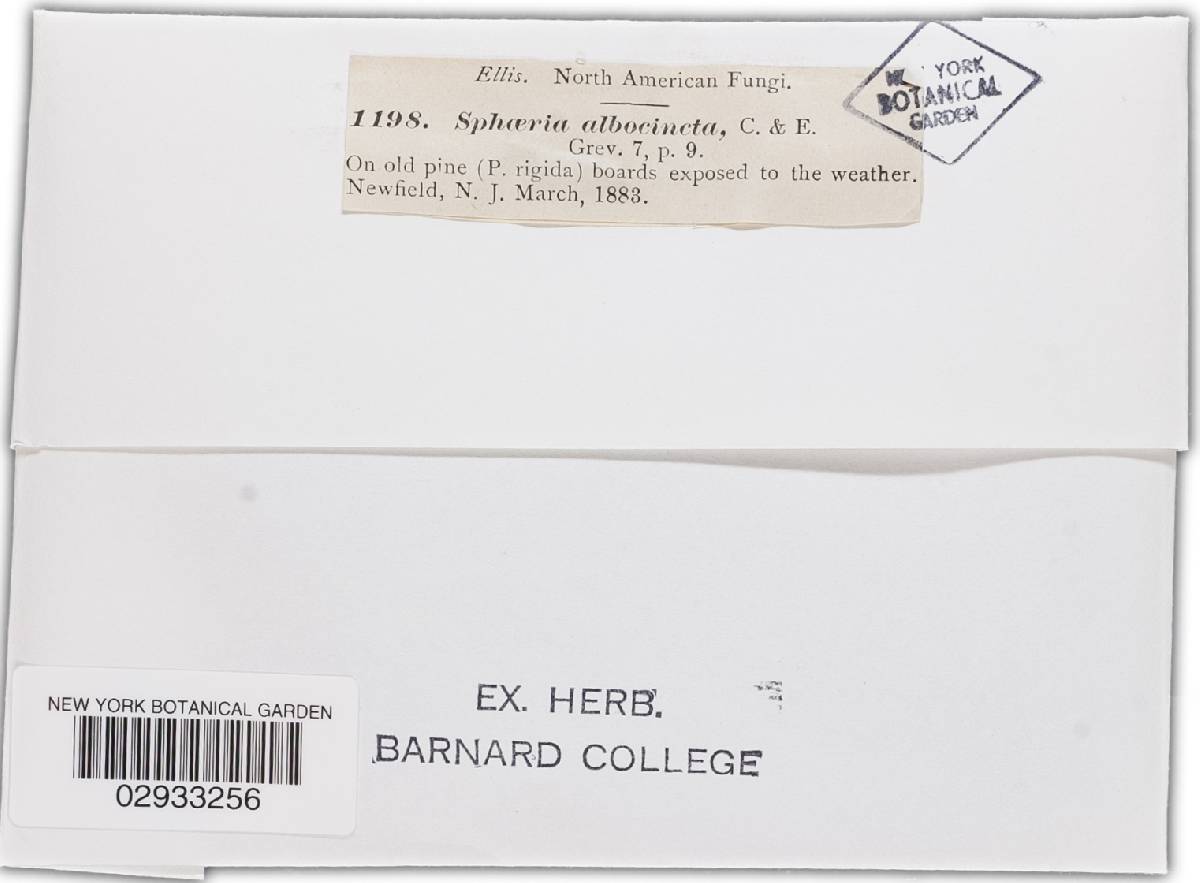 Ellis. North American Fungi.
1198. Sphæria albocincta, C. & E.
Grev. 7, p. 9.
On old pine (P. rigida) boards exposed to the weather.
Newfield, N. J. March, 1883.
YORK
BOTANICAL
GARDEN
EX. HERB.
BARNARD COLLEGE
NEW YORK BOTANICAL GARDEN
02933256